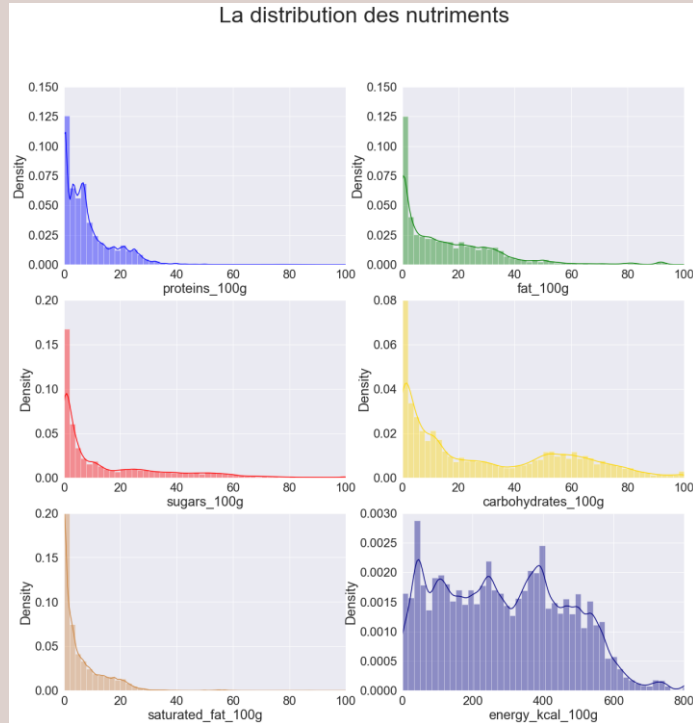 La distribution des nutriments
0.150
0.125
0.100
0.075
0.050
0.025
0.000
Density
0 20 40 60 80 100
proteins_100g
0.150
0.125
0.100
0.075
0.050
0.025
0.000
Density
0 20 40 60 80 100
fat_100g
0.20
0.15
0.10
0.05
0.00
Density
0 20 40 60 80 100
sugars_100g
0.08
0.06
0.04
0.02
0.00
Density
0 20 40 60 80 100
carbohydrates_100g
0.20
0.15
0.10
0.05
0.00
Density
0 20 40 60 80 100
saturated_fat_100g
0.0030
0.0025
0.0020
0.0015
0.0010
0.0005
0.0000
Density
0 200 400 600 800
energy_kcal_100g